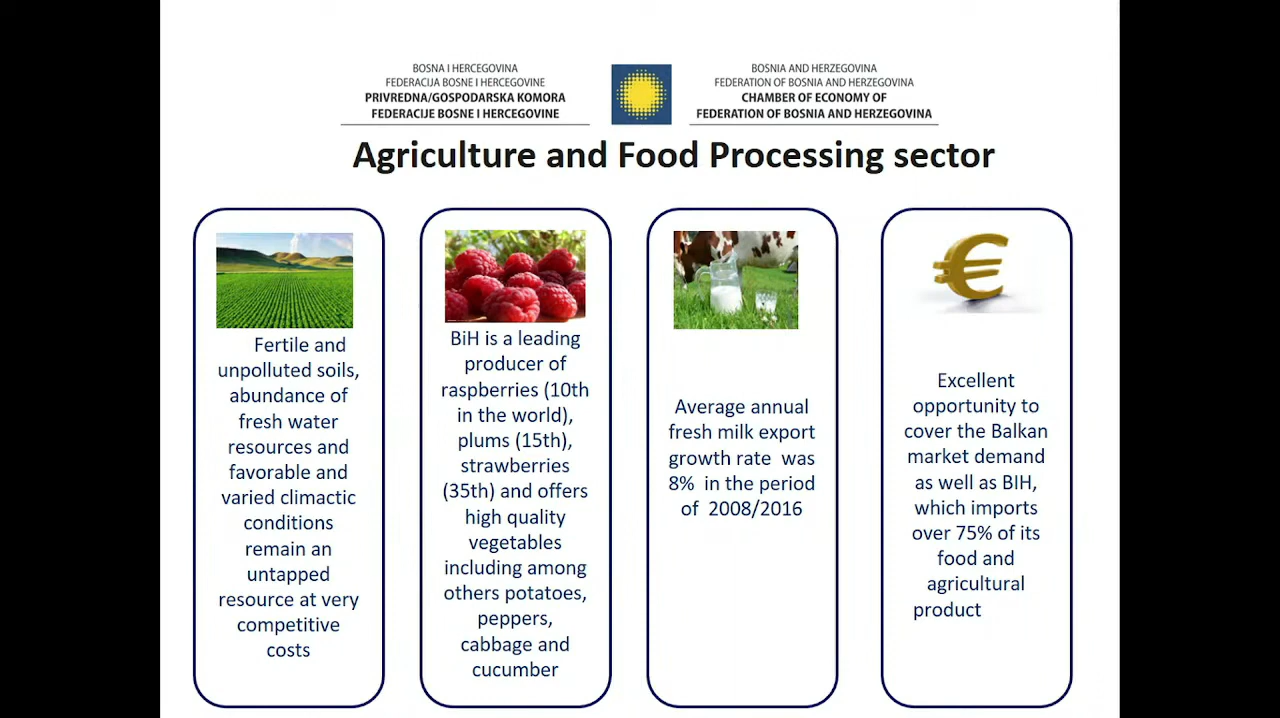 BOSNA I HERCEGOVINA
FEDERACIJA BOSNE I HERCEGOVINE
PRIVREDNA/GOSPODARSKA KOMORA
FEDERACIJE BOSNE I HERCEGOVINE
BOSNIA AND HERZEGOVINA
FEDERATION OF BOSNIA AND HERZEGOVINA
CHAMBER OF ECONOMY OF
FEDERATION OF BOSNIA AND HERZEGOVINA
Agriculture and Food Processing sector
Fertile and
unpolluted soils,
abundance of
fresh water
resources and
favorable and
varied climactic
conditions
remain an
untapped
resource at very
competitive
costs
BiH is a leading
producer of
raspberries (10th
in the world),
plums (15th),
strawberries
(35th) and offers
high quality
vegetables
including among
others potatoes,
peppers,
cabbage and
cucumber
Average annual
fresh milk export
growth rate was
8% in the period
of 2008/2016
Excellent
opportunity to
cover the Balkan
market demand
as well as BIH,
which imports
over 75% of its
food and
agricultural
product